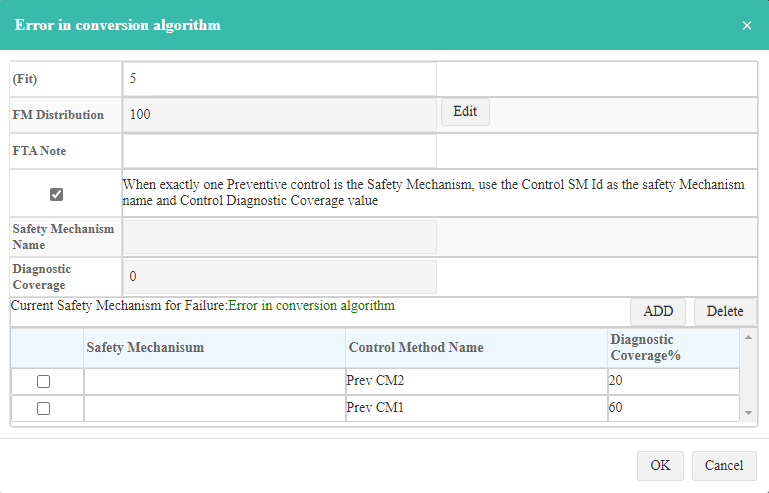 Error in conversion algorithm ×
(Fit) 5
FM Distribution 100 Edit
FTA Note
When exactly one Preventive control is the Safety Mechanism, use the Control SM Id as the safety Mechanism
name and Control Diagnostic Coverage value
Safety Mechanism
Name
Diagnostic
Coverage 0
Current Safety Mechanism for Failure:Error in conversion algorithm ADD Delete
Safety Mechanisum Control Method Name Diagnostic
Coverage%
Prev CM2 20
Prev CM1 60
OK Cancel